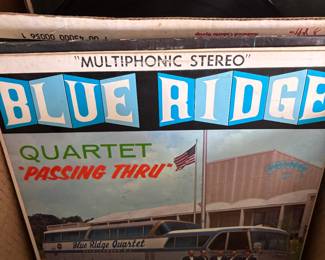 "MULTIPHONIC STEREO"
BLUE RIDGE
QUARTET
"PASSING THRU"
Blue Ridge Quartet